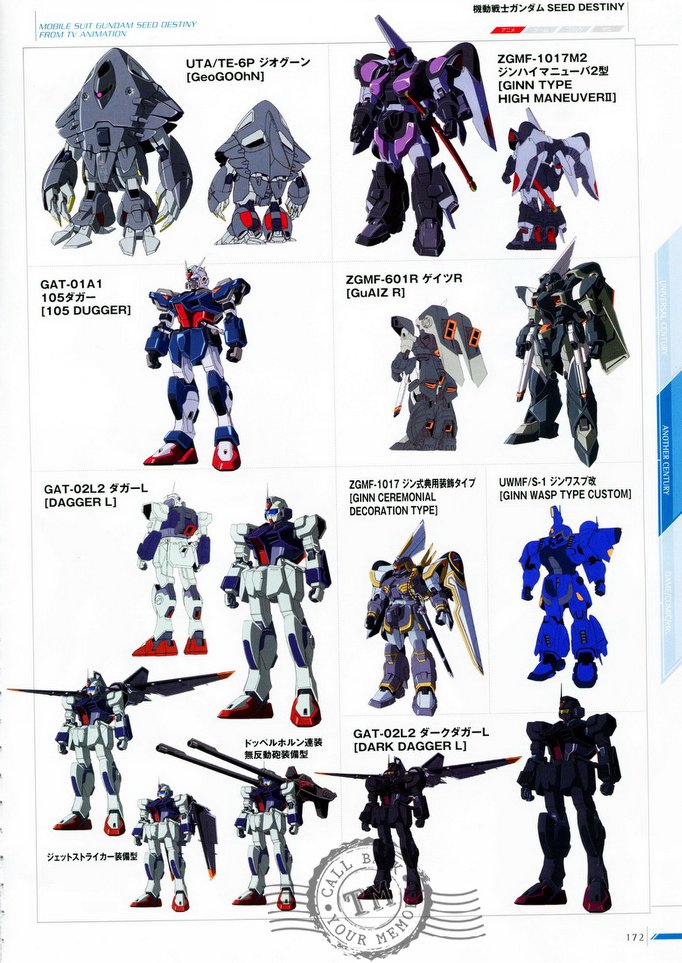 MOBILE SUIT GUNDAM SEED DESTINY
FROM TV ANIMATION
機動戦士ガンダム SEED DESTINY
アニメ
UTA/TE-6P ジオグーン
[GeoGOOhN]
ZGMF-1017M2
ジンハイマニューバ2型
[GINN TYPE
HIGH MANEUVERⅡ]
GAT-01A1
105ダガー
[105 DUGGER]
ZGMF-601R ゲイツR
[GuAIZ R]
GAT-02L2 ダガーL
[DAGGER L]
ZGMF-1017 ジン式典用装飾タイプ
[GINN CEREMONIAL
DECORATION TYPE]
UWMF/S-1 ジンワスプ改
[GINN WASP TYPE CUSTOM]
ドッペルホルン連装
無反動砲装備型
ジェットストライカー装備型
GAT-02L2 ダークダガーL
[DARK DAGGER L]
UNIVERSAL CENTURY
ANOTHER CENTURY
CALL BACK
TM
YOUR MEMORY
172